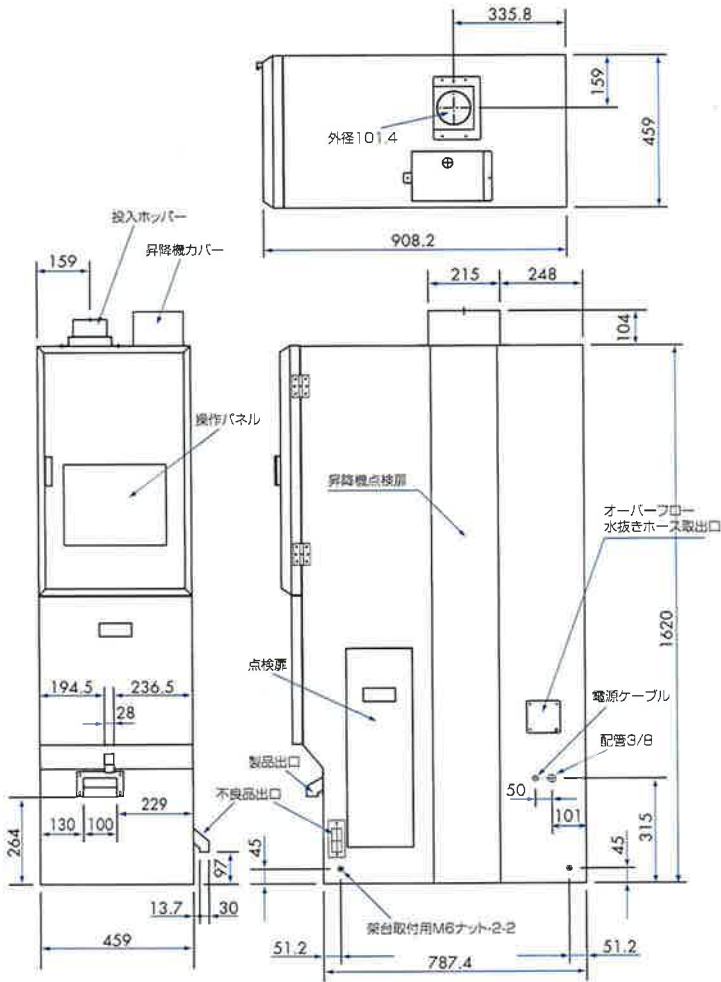 335.8
159
459
外径101.4
908.2
投入ホッパー
昇降機カバー
159
215
248
104
操作パネル
昇降機点検扉
オーバーフロー
水抜きホース取出口
1620
点検扉
電源ケーブル
配管3/8
194.5
236.5
28
製品出口
不良品出口
50
101
315
229
130
100
264
97
45
45
13.7
30
架台取付用M6ナット-2-2
459
51.2
787.4
51.2